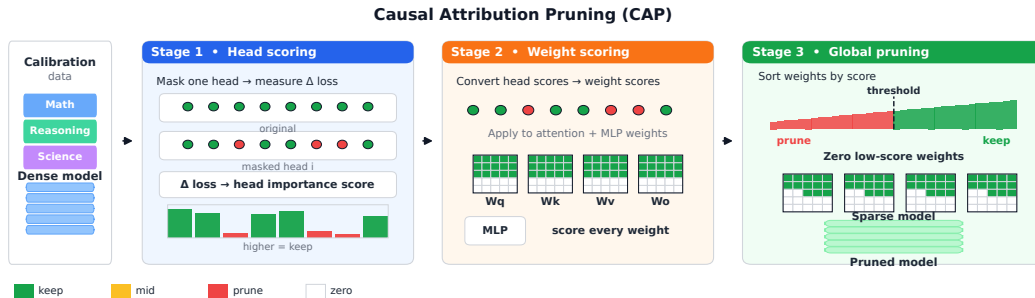 Causal Attribution Pruning (CAP)
Calibration
data
Math
Reasoning
Science
Dense model
Stage 1 • Head scoring
Mask one head → measure Δ loss
original
masked head i
Δ loss → head importance score
higher = keep
Stage 2 • Weight scoring
Convert head scores → weight scores
Apply to attention + MLP weights
Wq Wk Wv Wo
MLP score every weight
Stage 3 • Global pruning
Sort weights by score
threshold
prune keep
Zero low-score weights
Sparse model
Pruned model
keep mid prune zero